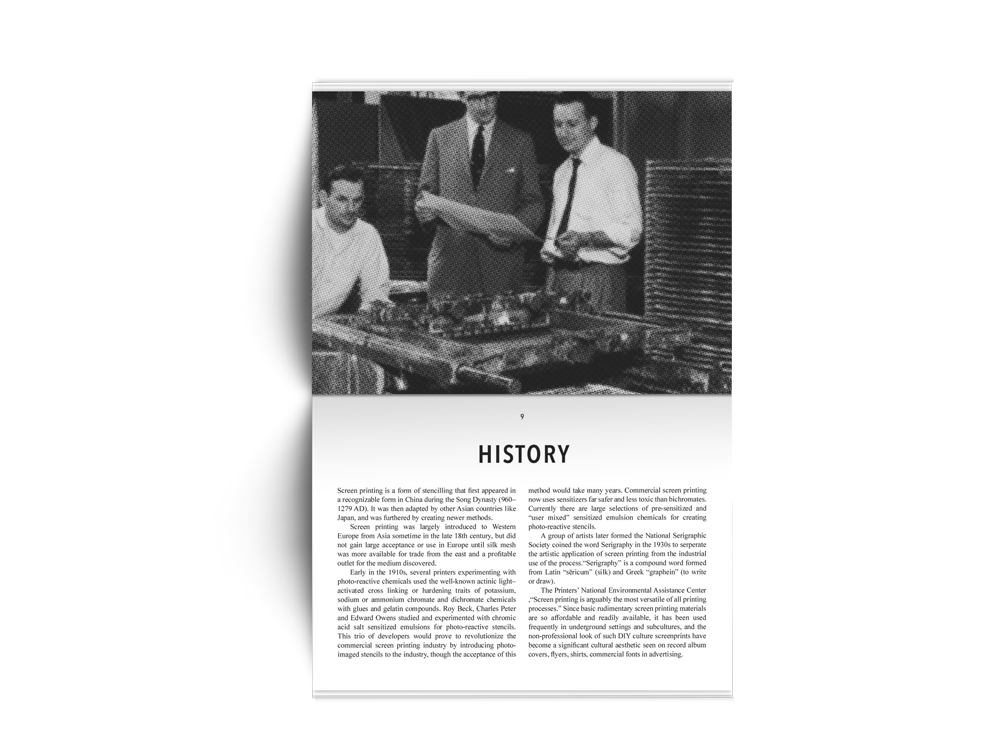 9
HISTORY
Screen printing is a form of stencilling that first appeared in
a recognizable form in China during the Song Dynasty (960–
1279 AD). It was then adapted by other Asian countries like
Japan, and was furthered by creating newer methods.
Screen printing was largely introduced to Western
Europe from Asia sometime in the late 18th century, but did
not gain large acceptance or use in Europe until silk mesh
was more available for trade from the east and a profitable
outlet for the medium discovered.
Early in the 1910s, several printers experimenting with
photo-reactive chemicals used the well-known actinic light–
activated cross linking or hardening traits of potassium,
sodium or ammonium chromate and dichromate chemicals
with glues and gelatin compounds. Roy Beck, Charles Peter
and Edward Owens studied and experimented with chromic
acid salt sensitized emulsions for photo-reactive stencils.
This trio of developers would prove to revolutionize the
commercial screen printing industry by introducing photo-
imaged stencils to the industry, though the acceptance of this
method would take many years. Commercial screen printing
now uses sensitizers far safer and less toxic than bichromates.
Currently there are large selections of pre-sensitized and
“user mixed” sensitized emulsion chemicals for creating
photo-reactive stencils.
A group of artists later formed the National Serigraphic
Society coined the word Serigraphy in the 1930s to serperate
the artistic application of screen printing from the industrial
use of the process.“Serigraphy” is a compound word formed
from Latin “sēricum” (silk) and Greek “graphein” (to write
or draw).
The Printers’ National Environmental Assistance Center
,“Screen printing is arguably the most versatile of all printing
processes.” Since basic rudimentary screen printing materials
are so affordable and readily available, it has been used
frequently in underground settings and subcultures, and the
non-professional look of such DIY culture screenprints have
become a significant cultural aesthetic seen on record album
covers, flyers, shirts, commercial fonts in advertising.